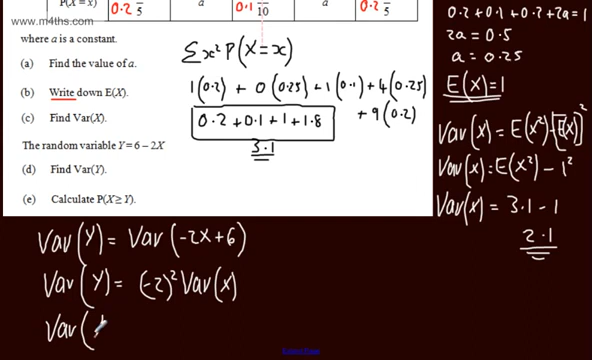 www.m4ths.com
P(X = x) 0.2 1/5 a 0.1 1/10 a 0.2 1/5
where a is a constant.
(a) Find the value of a.
(b) Write down E(X).
(c) Find Var(X).
The random variable Y = 6 – 2X
(d) Find Var(Y).
(e) Calculate P(X ≥ Y).
Σx²P(X=x)
1(0.2) + 0(0.25) + 1(0.1) + 4(0.25)
+ 9(0.2)
0.2 + 0.1 + 1 + 1.8
3.1
0.2 + 0.1 + 0.2 + 2a = 1
2a = 0.5
a = 0.25
E(X) = 1
Var(X) = E(X²) - [E(X)]²
Var(X) = E(X²) - 1²
Var(X) = 3.1 - 1
2.1
Var(Y) = Var(-2X + 6)
Var(Y) = (-2)² Var(X)
Var(